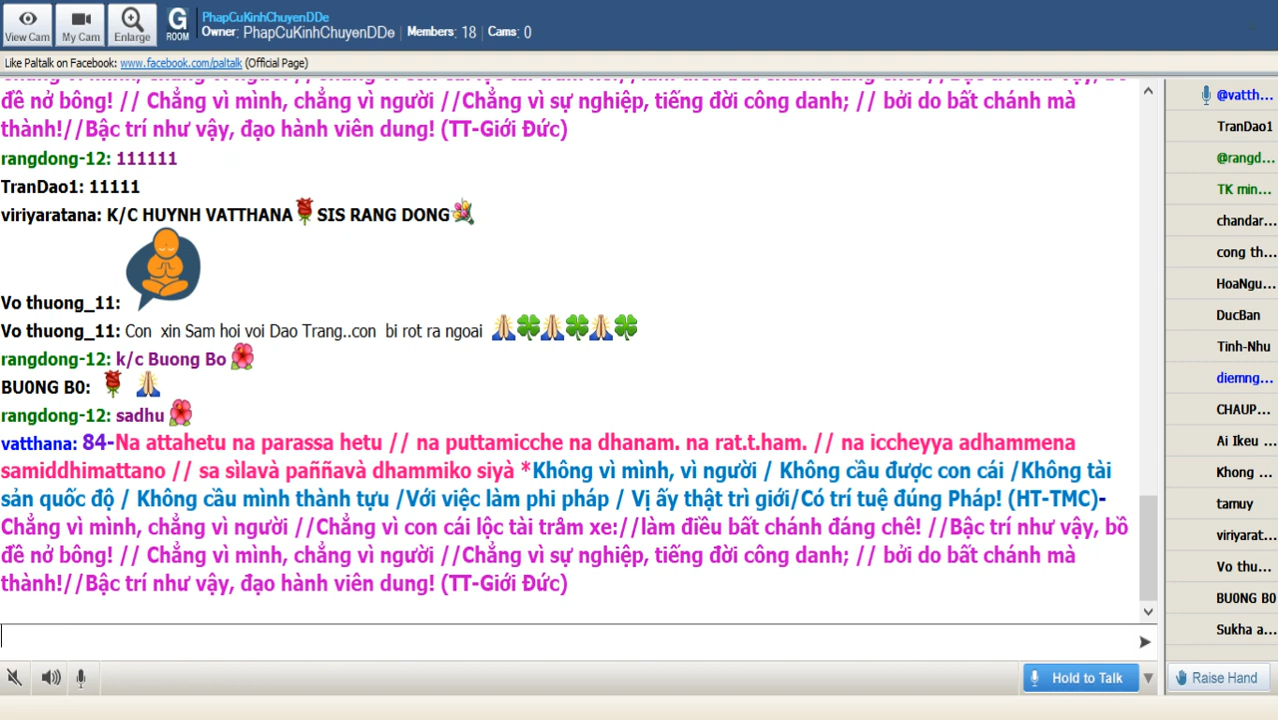 PhapCuKinhChuyenDDe
View Cam My Cam Enlarge G ROOM Owner: PhapCuKinhChuyenDDe Members: 18 Cams: 0
Like Paltalk on Facebook: www.facebook.com/paltalk (Official Page)
đề nở bông! // Chẳng vì mình, chẳng vì người //Chẳng vì sự nghiệp, tiếng đời công danh; // bởi do bất chánh mà
thành!//Bậc trí như vậy, đạo hành viên dung! (TT-Giới Đức)
rangdong-12: 111111
TranDao1: 11111
viriyaratana: K/C HUYNH VATTHANA SIS RANG DONG
Vo thuong_11:
Vo thuong_11: Con xin Sam hoi voi Dao Trang..con bi rot ra ngoai
rangdong-12: k/c Buong Bo
BU0NG B0:
rangdong-12: sadhu
vatthana: 84-Na attahetu na parassa hetu // na puttamicche na dhanam. na rat.t.ham. // na iccheyya adhammena
samiddhimattano // sa sìlavà paññavà dhammiko siyà *Không vì mình, vì người / Không cầu được con cái /Không tài
sản quốc độ / Không cầu mình thành tựu /Với việc làm phi pháp / Vị ấy thật trì giới/Có trí tuệ đúng Pháp! (HT-TMC)-
Chẳng vì mình, chẳng vì người //Chẳng vì con cái lộc tài trâm xe://làm điều bất chánh đáng chê! //Bậc trí như vậy, bồ
đề nở bông! // Chẳng vì mình, chẳng vì người //Chẳng vì sự nghiệp, tiếng đời công danh; // bởi do bất chánh mà
thành!//Bậc trí như vậy, đạo hành viên dung! (TT-Giới Đức)
@vatth...
TranDao1
@rangd...
TK min...
chandar...
cong th...
HoaNgu...
DucBan
Tinh-Nhu
diemng...
CHAUP...
Ai Ikeu ...
Khong ...
tamuy
viriyarat...
Vo thu...
BU0NG B0
Sukha a...
Hold to Talk
Raise Hand